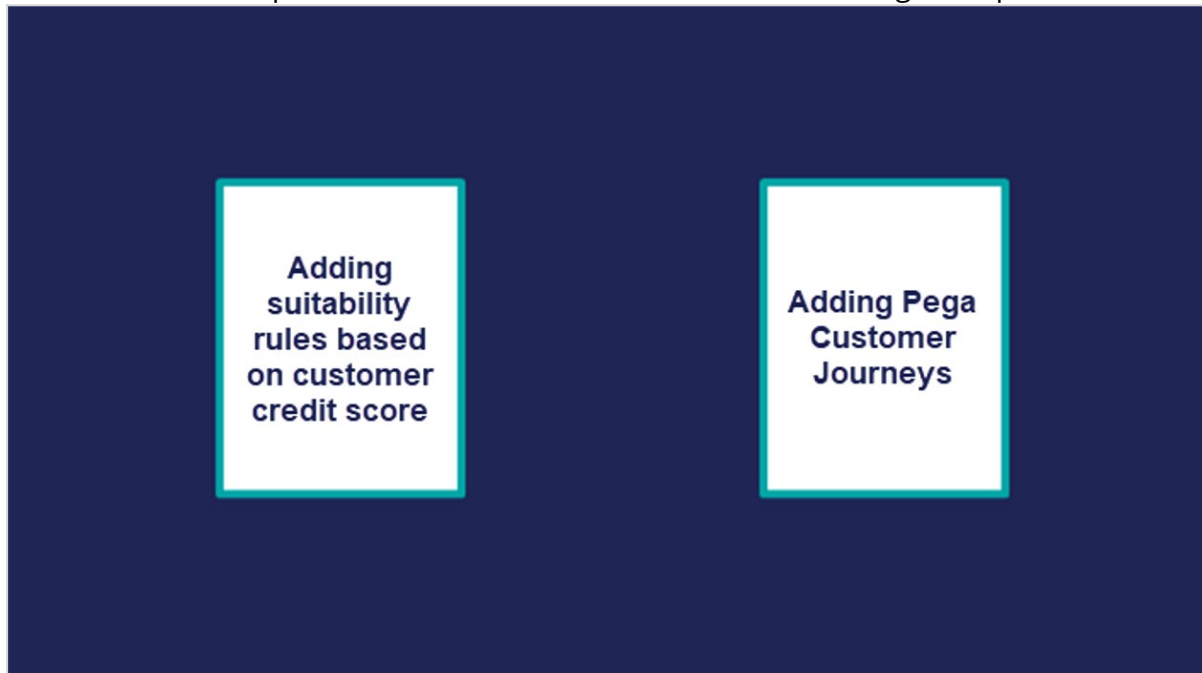 Adding
suitability
rules based
on customer
credit score
Adding Pega
Customer
Journeys